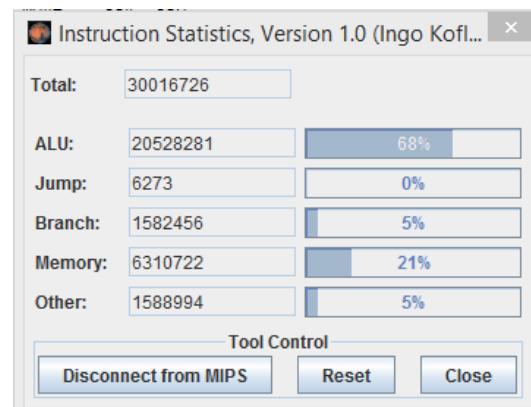 Instruction Statistics, Version 1.0 (Ingo Kofl... ×
Total: 30016726
ALU: 20528281 68%
Jump: 6273 0%
Branch: 1582456 5%
Memory: 6310722 21%
Other: 1588994 5%
Tool Control
Disconnect from MIPS Reset Close